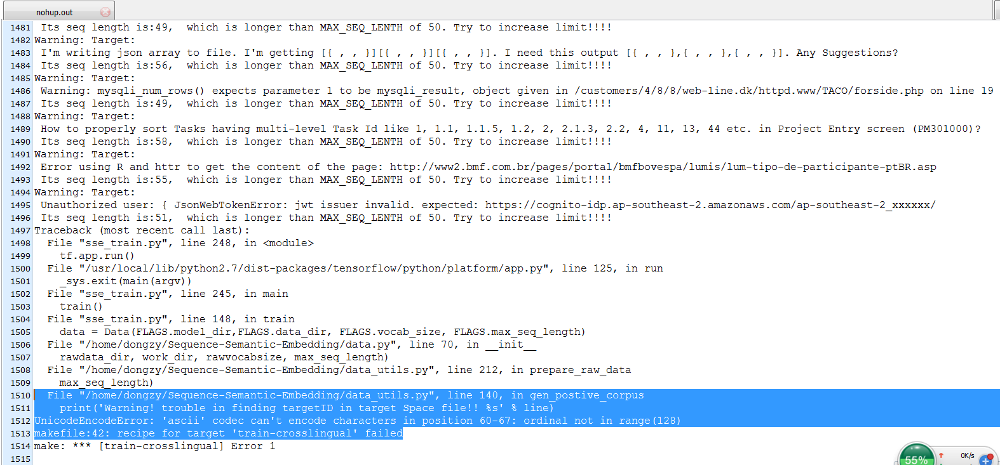 nohup.out
1481 Its seq length is:49,  which is longer than MAX_SEQ_LENTH of 50. Try to increase limit!!!!
1482 Warning: Target:
1483 I'm writing json array to file. I'm getting [{ , , }][{ , , }][{ , , }]. I need this output [{ , , },{ , , },{ , , }]. Any Suggestions?
1484 Its seq length is:56,  which is longer than MAX_SEQ_LENTH of 50. Try to increase limit!!!!
1485 Warning: Target:
1486 Warning: mysqli_num_rows() expects parameter 1 to be mysqli_result, object given in /customers/4/8/8/web-line.dk/httpd.www/TACO/forside.php on line 19
1487 Its seq length is:49,  which is longer than MAX_SEQ_LENTH of 50. Try to increase limit!!!!
1488 Warning: Target:
1489 How to properly sort Tasks having multi-level Task Id like 1, 1.1, 1.1.5, 1.2, 2, 2.1.3, 2.2, 4, 11, 13, 44 etc. in Project Entry screen (PM301000)?
1490 Its seq length is:58,  which is longer than MAX_SEQ_LENTH of 50. Try to increase limit!!!!
1491 Warning: Target:
1492 Error using R and httr to get the content of the page: http://www2.bmf.com.br/pages/portal/bmfbovespa/lumis/lum-tipo-de-participante-ptBR.asp
1493 Its seq length is:55,  which is longer than MAX_SEQ_LENTH of 50. Try to increase limit!!!!
1494 Warning: Target:
1495 Unauthorized user: { JsonWebTokenError: jwt issuer invalid. expected: https://cognito-idp.ap-southeast-2.amazonaws.com/ap-southeast-2_xxxxxx/
1496 Its seq length is:51,  which is longer than MAX_SEQ_LENTH of 50. Try to increase limit!!!!
1497 Traceback (most recent call last):
1498 File "sse_train.py", line 248, in <module>
1499 tf.app.run()
1500 File "/usr/local/lib/python2.7/dist-packages/tensorflow/python/platform/app.py", line 125, in run
1501 _sys.exit(main(argv))
1502 File "sse_train.py", line 245, in main
1503 train()
1504 File "sse_train.py", line 148, in train
1505 data = Data(FLAGS.model_dir,FLAGS.data_dir, FLAGS.vocab_size, FLAGS.max_seq_length)
1506 File "/home/dongzy/Sequence-Semantic-Embedding/data.py", line 70, in __init__
1507 rawdata_dir, work_dir, rawvocabsize, max_seq_length)
1508 File "/home/dongzy/Sequence-Semantic-Embedding/data_utils.py", line 212, in prepare_raw_data
1509 max_seq_length)
1510 File "/home/dongzy/Sequence-Semantic-Embedding/data_utils.py", line 140, in gen_postive_corpus
1511 print('Warning! trouble in finding targetID in target Space file!! %s' % line)
1512 UnicodeEncodeError: 'ascii' codec can't encode characters in position 60-67: ordinal not in range(128)
1513 makefile:42: recipe for target 'train-crosslingual' failed
1514 make: *** [train-crosslingual] Error 1
1515
55% 0K/s